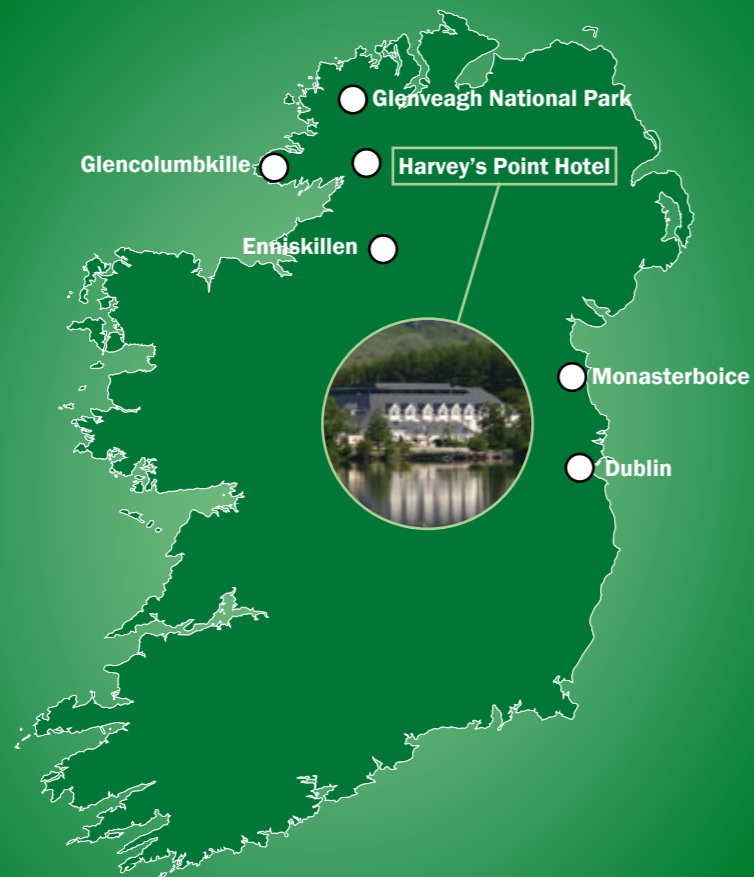 Glenveagh National Park
Glencolumbkille
Harvey's Point Hotel
Enniskillen
Monasterboice
Dublin